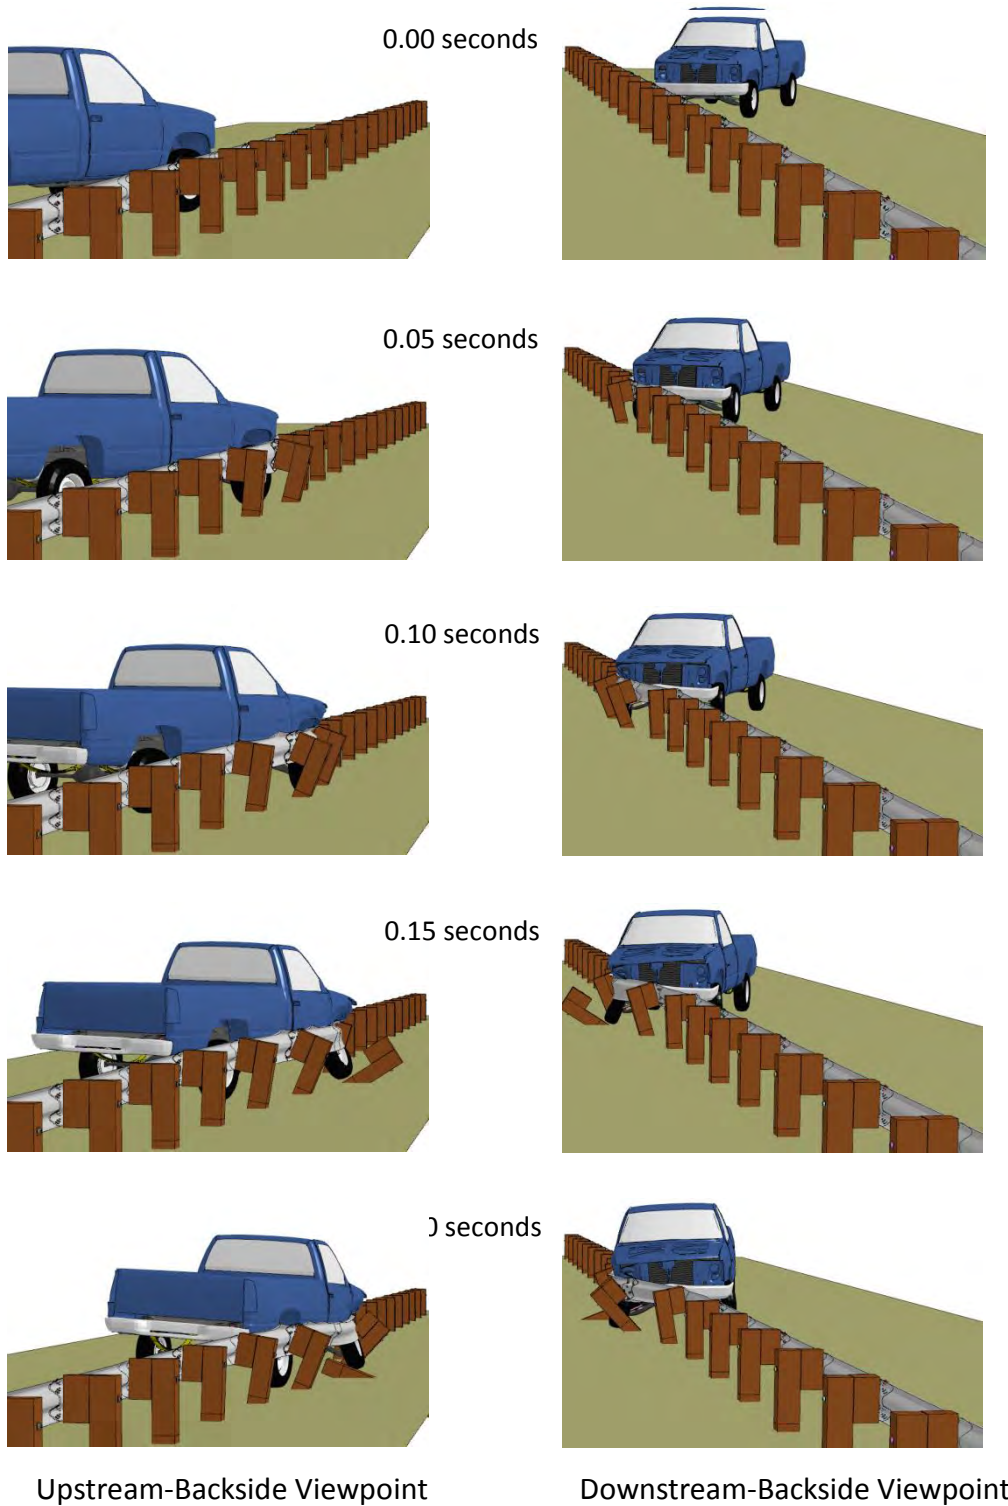 0.00 seconds
0.05 seconds
0.10 seconds
0.15 seconds
seconds
Upstream-Backside Viewpoint
Downstream-Backside Viewpoint